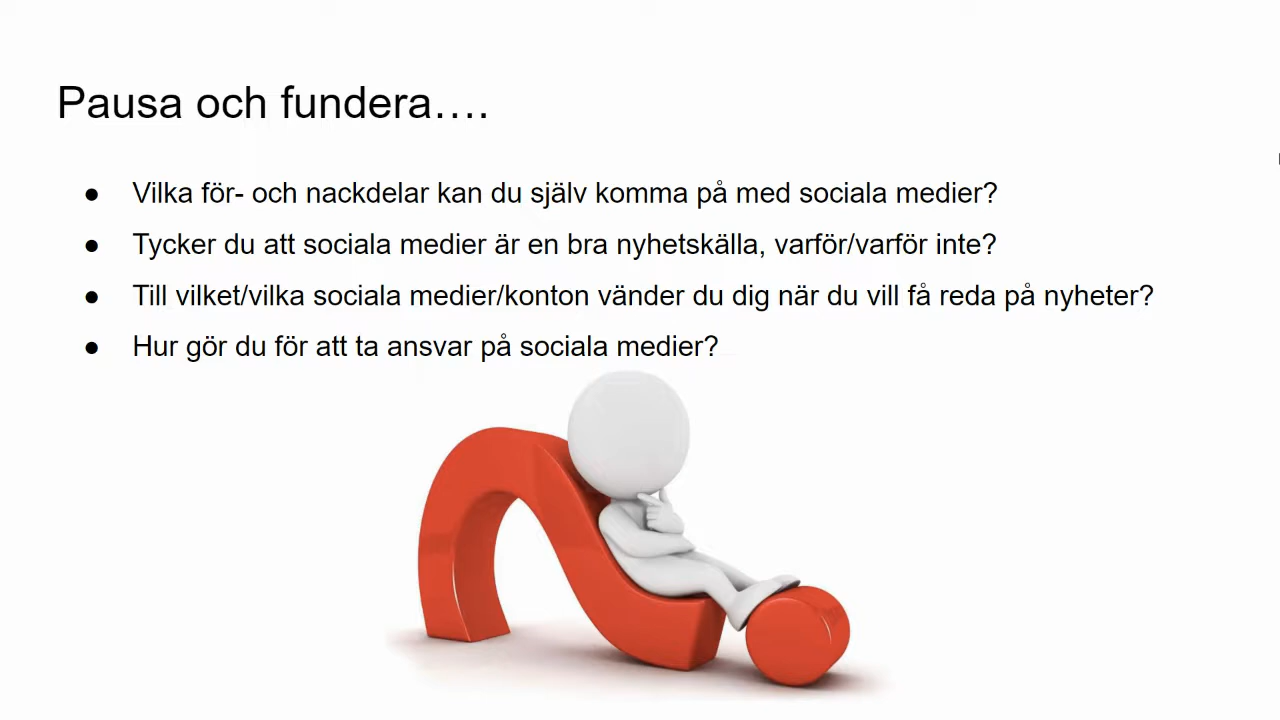 Pausa och fundera….
● Vilka för- och nackdelar kan du själv komma på med sociala medier?
● Tycker du att sociala medier är en bra nyhetskälla, varför/varför inte?
● Till vilket/vilka sociala medier/konton vänder du dig när du vill få reda på nyheter?
● Hur gör du för att ta ansvar på sociala medier?